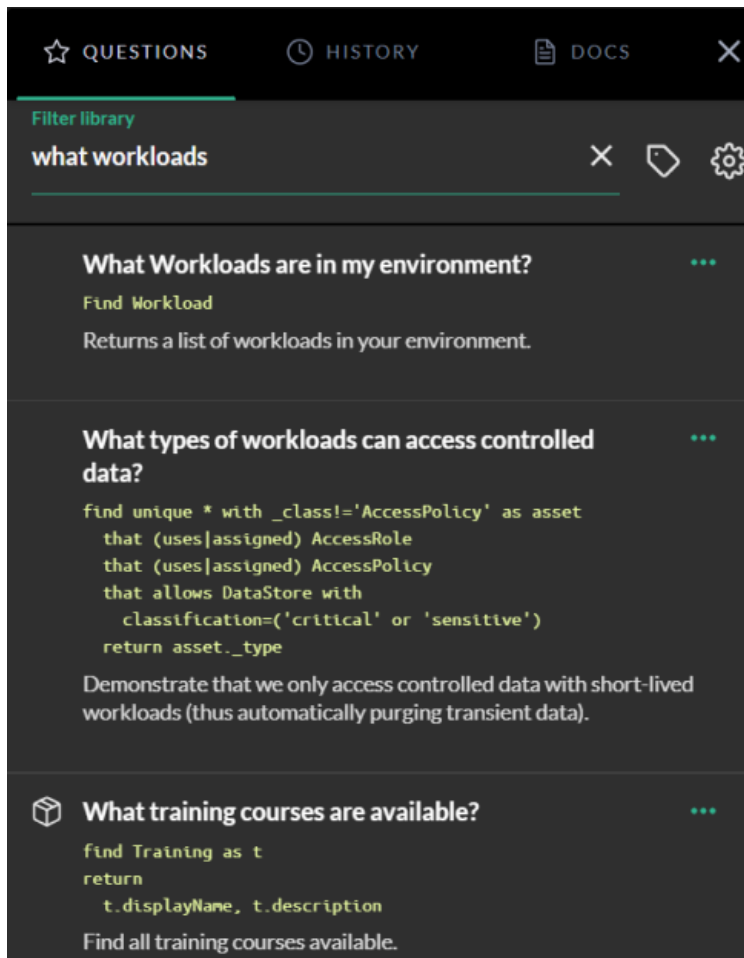 QUESTIONS HISTORY DOCS
Filter library
what workloads
What Workloads are in my environment?
Find Workload
Returns a list of workloads in your environment.
What types of workloads can access controlled
data?
find unique * with _class!='AccessPolicy' as asset
that (uses|assigned) AccessRole
that (uses|assigned) AccessPolicy
that allows DataStore with
classification=('critical' or 'sensitive')
return asset._type
Demonstrate that we only access controlled data with short-lived
workloads (thus automatically purging transient data).
What training courses are available?
find Training as t
return
t.displayName, t.description
Find all training courses available.